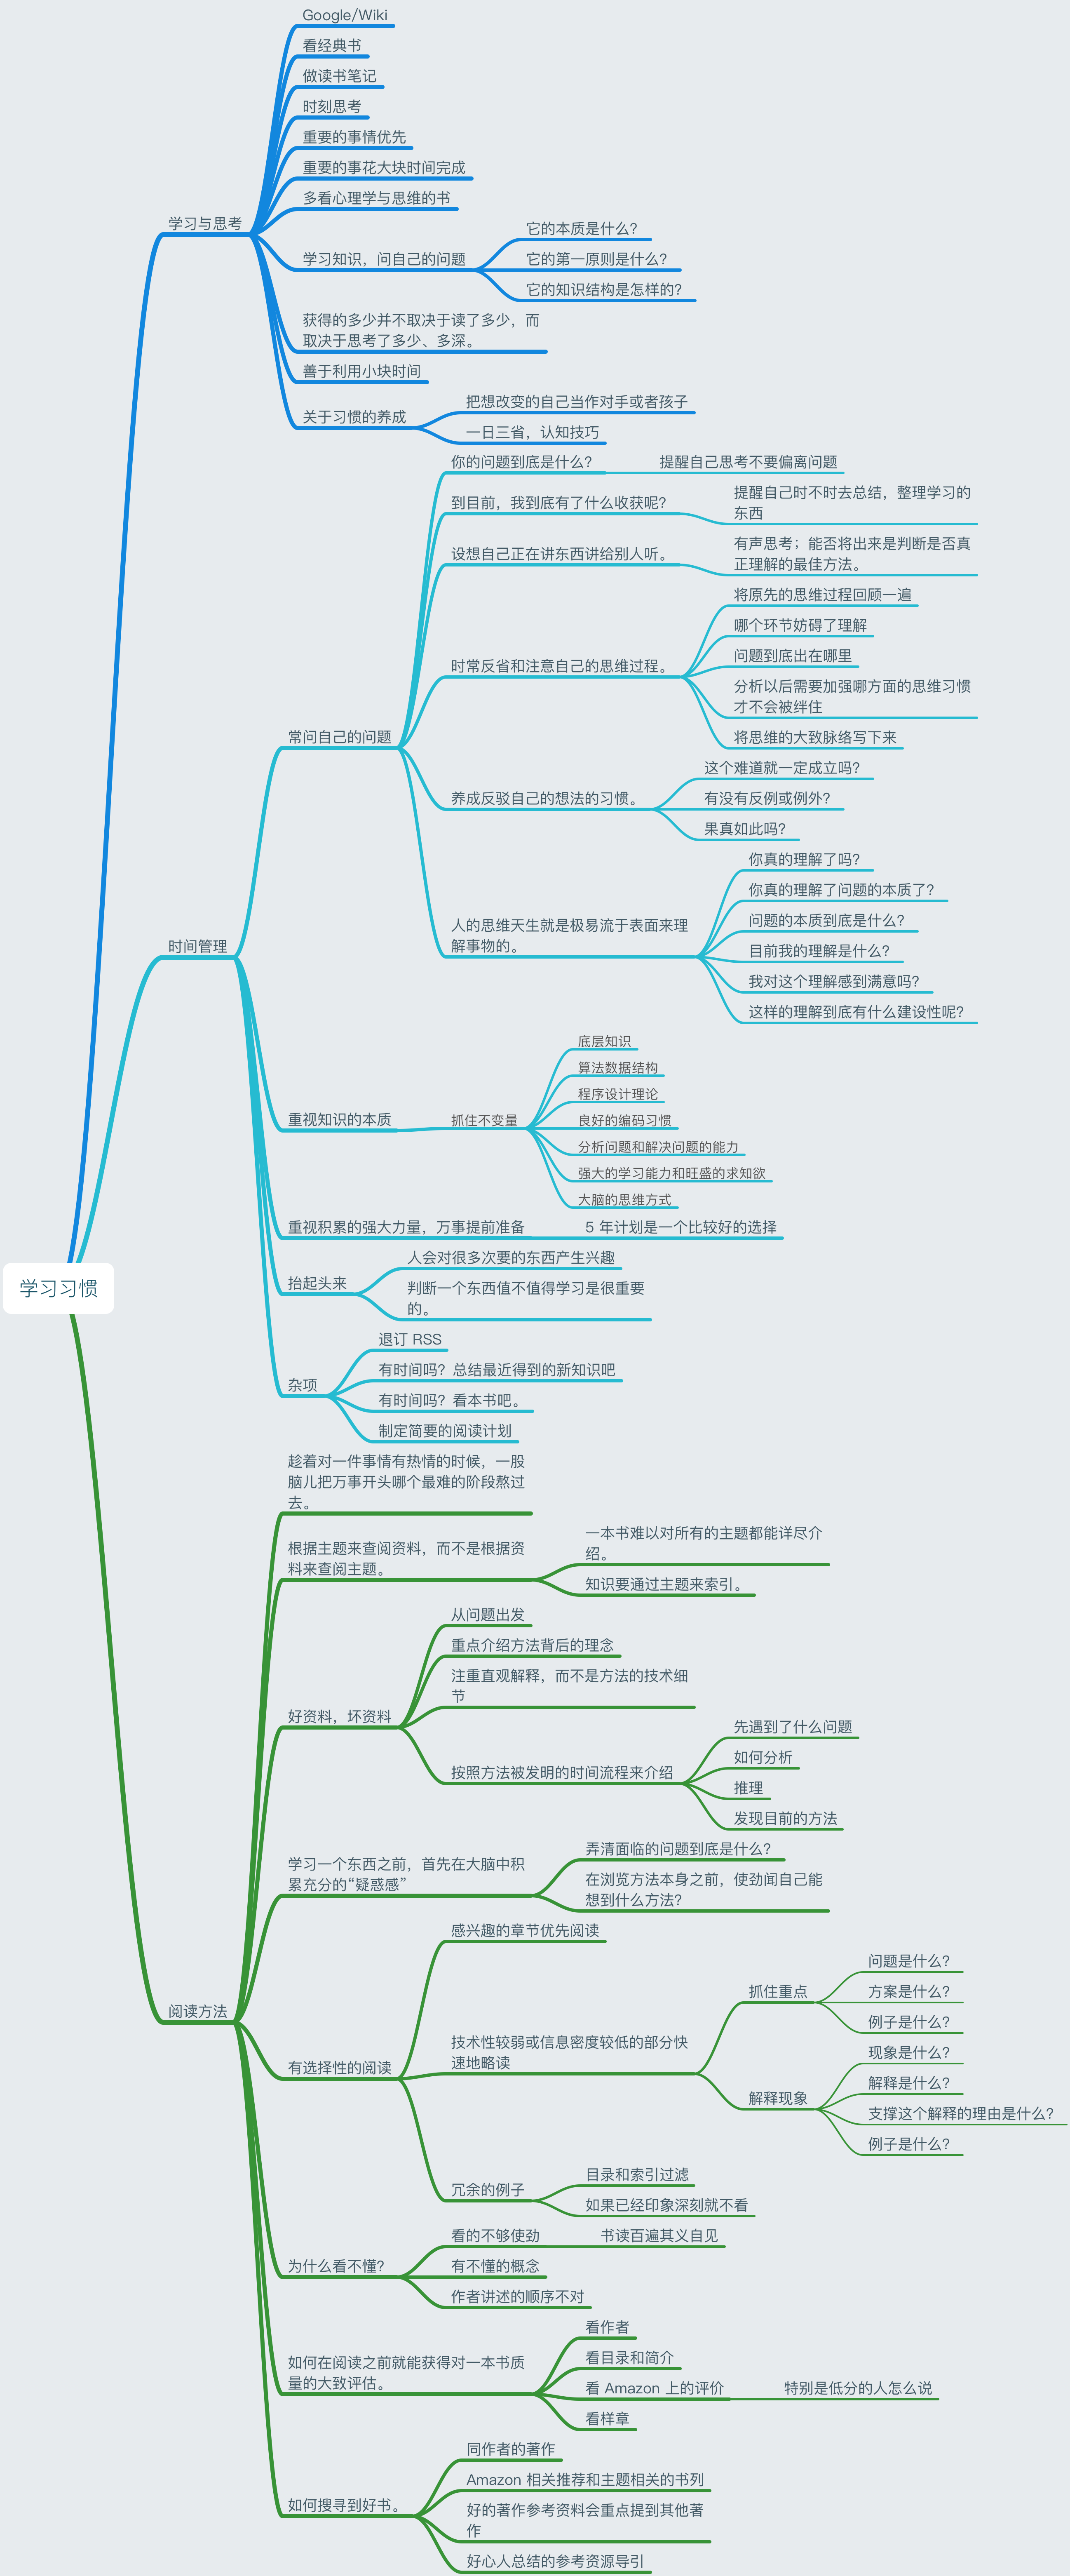 Google/Wiki
看经典书
做读书笔记
时刻思考
重要的事情优先
重要的事花大块时间完成
多看心理学与思维的书
学习与思考
学习知识，问自己的问题
它的本质是什么？
它的第一原则是什么？
它的知识结构是怎样的？
获得的多少并不取决于读了多少，而
取决于思考了多少、多深。
善于利用小块时间
关于习惯的养成
把想改变的自己当作对手或者孩子
一日三省，认知技巧
你的问题到底是什么？
提醒自己思考不要偏离问题
到目前，我到底有了什么收获呢？
提醒自己时不时去总结，整理学习的
东西
设想自己正在讲东西讲给别人听。
有声思考；能否将出来是判断是否真
正理解的最佳方法。
时常反省和注意自己的思维过程。
将原先的思维过程回顾一遍
哪个环节妨碍了理解
问题到底出在哪里
分析以后需要加强哪方面的思维习惯
才不会被绊住
将思维的大致脉络写下来
常问自己的问题
养成反驳自己的想法的习惯。
这个难道就一定成立吗？
有没有反例或例外？
果真如此吗？
人的思维天生就是极易流于表面来理
解事物的。
你真的理解了吗？
你真的理解了问题的本质了？
问题的本质到底是什么？
目前我的理解是什么？
我对这个理解感到满意吗？
这样的理解到底有什么建设性呢？
时间管理
重视知识的本质
抓住不变量
底层知识
算法数据结构
程序设计理论
良好的编码习惯
分析问题和解决问题的能力
强大的学习能力和旺盛的求知欲
大脑的思维方式
重视积累的强大力量，万事提前准备
5 年计划是一个比较好的选择
抬起头来
人会对很多次要的东西产生兴趣
判断一个东西值不值得学习是很重要
的。
学习习惯
杂项
退订 RSS
有时间吗？总结最近得到的新知识吧
有时间吗？看本书吧。
制定简要的阅读计划
趁着对一件事情有热情的时候，一股
脑儿把万事开头哪个最难的阶段熬过
去。
根据主题来查阅资料，而不是根据资
料来查阅主题。
一本书难以对所有的主题都能详尽介
绍。
知识要通过主题来索引。
好资料，坏资料
从问题出发
重点介绍方法背后的理念
注重直观解释，而不是方法的技术细
节
按照方法被发明的时间流程来介绍
先遇到了什么问题
如何分析
推理
发现目前的方法
学习一个东西之前，首先在大脑中积
累充分的“疑惑感”
弄清面临的问题到底是什么？
在浏览方法本身之前，使劲闻自己能
想到什么方法？
阅读方法
有选择性的阅读
感兴趣的章节优先阅读
技术性较弱或信息密度较低的部分快
速地略读
抓住重点
问题是什么？
方案是什么？
例子是什么？
解释现象
现象是什么？
解释是什么？
支撑这个解释的理由是什么？
例子是什么？
冗余的例子
目录和索引过滤
如果已经印象深刻就不看
为什么看不懂？
看的不够使劲
书读百遍其义自见
有不懂的概念
作者讲述的顺序不对
如何在阅读之前就能获得对一本书质
量的大致评估。
看作者
看目录和简介
看 Amazon 上的评价
特别是低分的人怎么说
看样章
如何搜寻到好书。
同作者的著作
Amazon 相关推荐和主题相关的书列
好的著作参考资料会重点提到其他著
作
好心人总结的参考资源导引